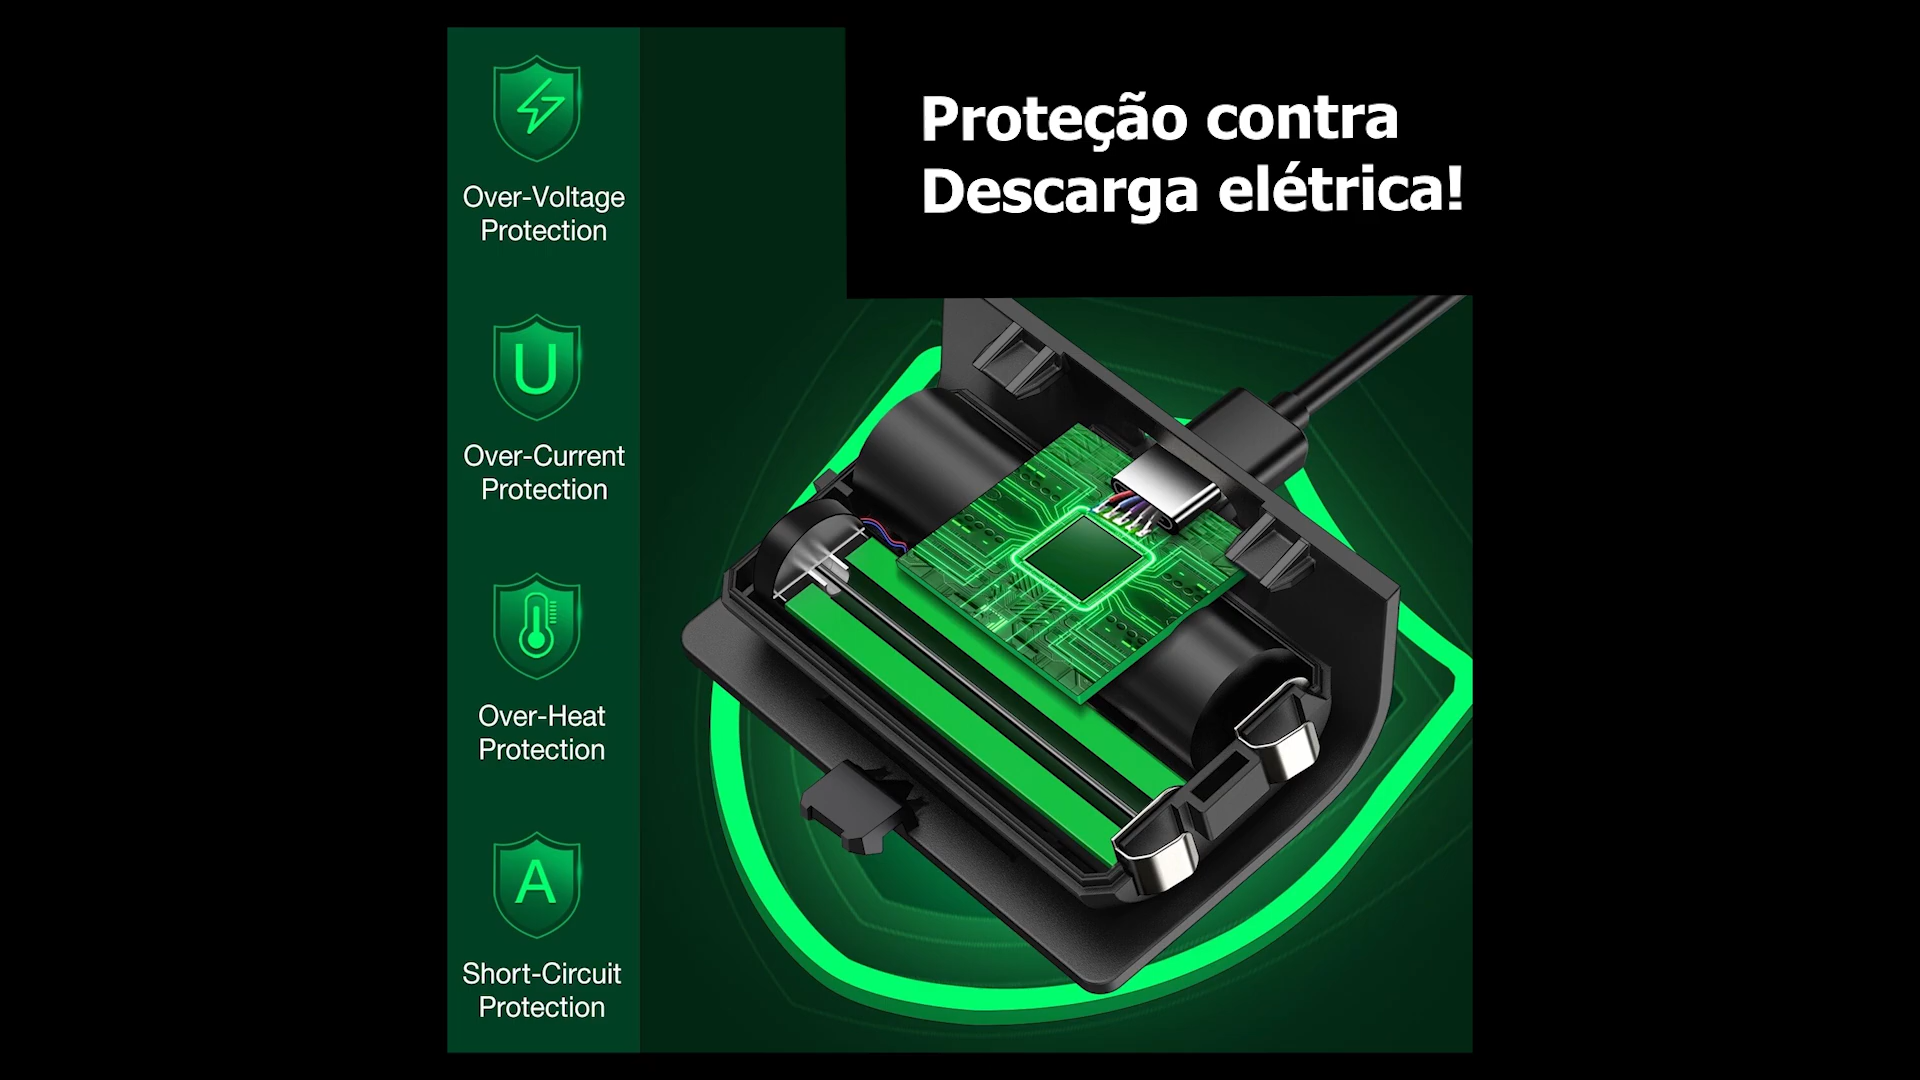 Proteção contra
Descarga elétrica!
Over-Voltage
Protection
U
Over-Current
Protection
Over-Heat
Protection
A
Short-Circuit
Protection